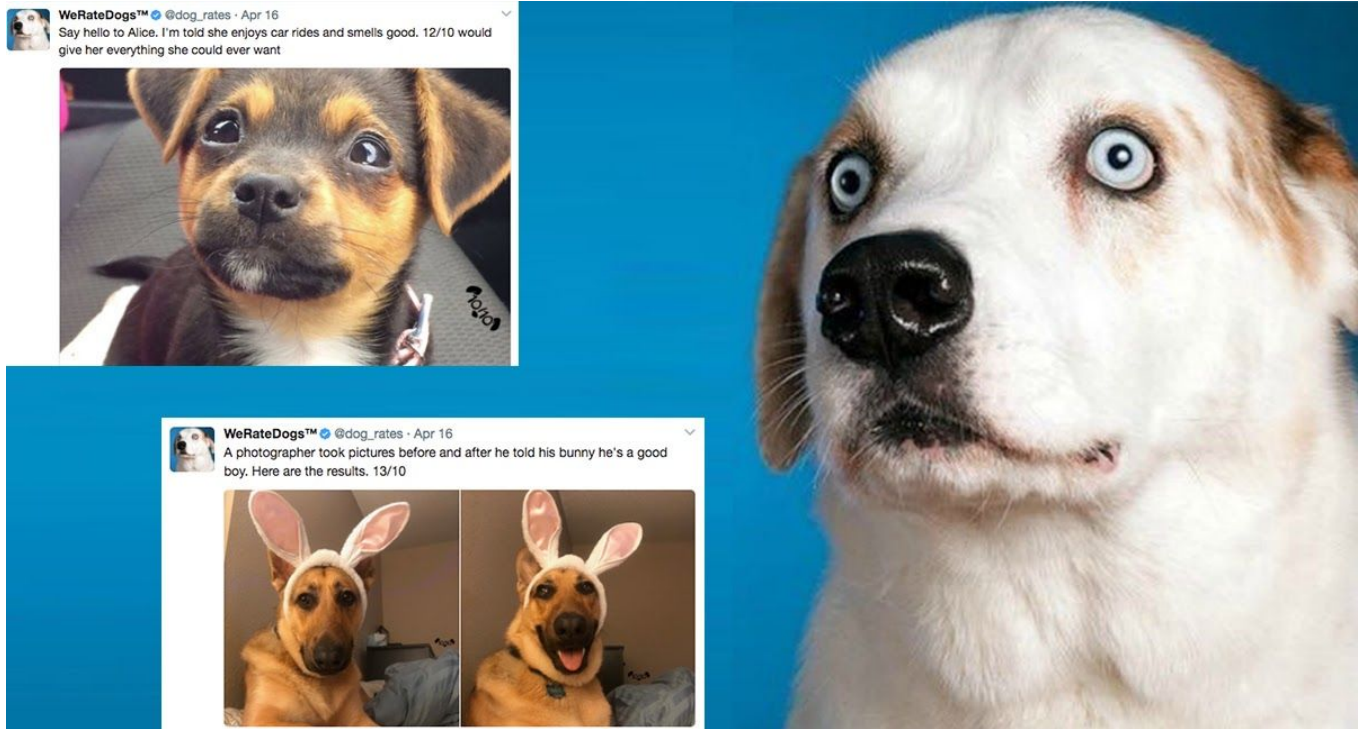 WeRateDogs™ @dog_rates · Apr 16
Say hello to Alice. I'm told she enjoys car rides and smells good. 12/10 would
give her everything she could ever want
10/10
WeRateDogs™ @dog_rates · Apr 16
A photographer took pictures before and after he told his bunny he's a good
boy. Here are the results. 13/10